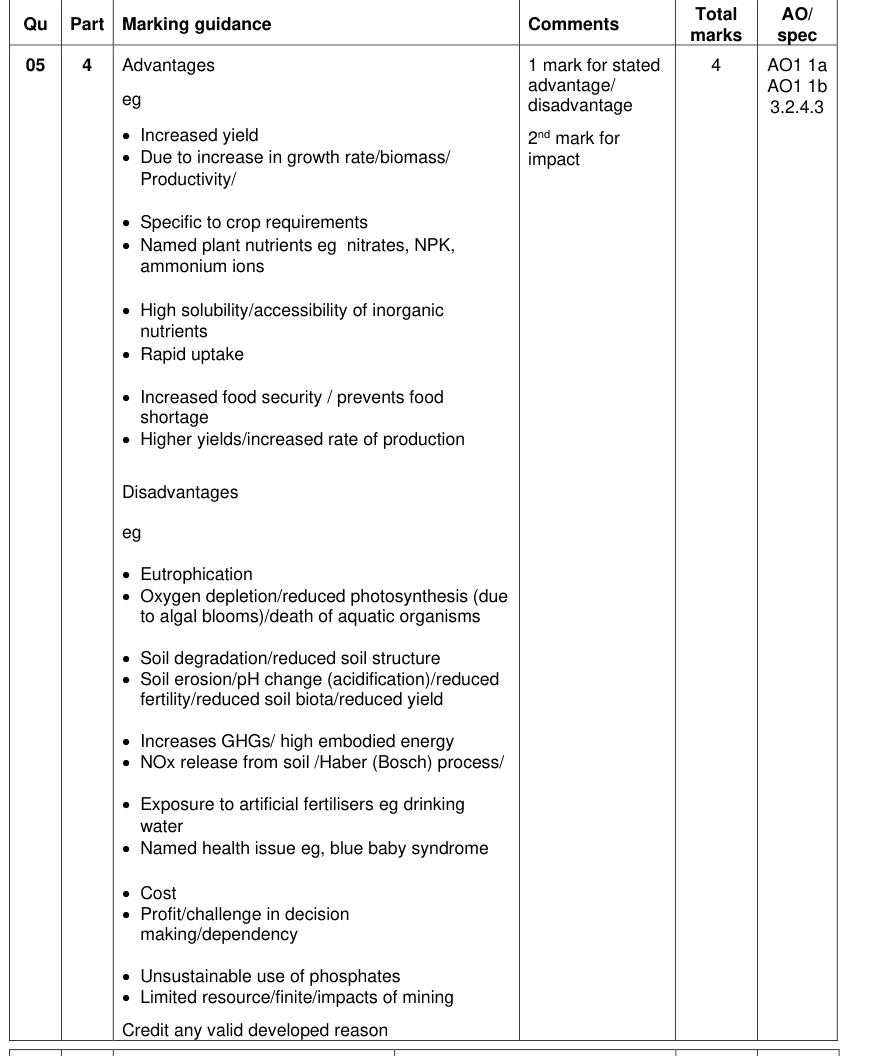 Qu Part Marking guidance Comments Total marks AO/ spec
05 4 Advantages
eg
• Increased yield
• Due to increase in growth rate/biomass/
Productivity/
• Specific to crop requirements
• Named plant nutrients eg  nitrates, NPK,
ammonium ions
• High solubility/accessibility of inorganic
nutrients
• Rapid uptake
• Increased food security / prevents food
shortage
• Higher yields/increased rate of production
Disadvantages
eg
• Eutrophication
• Oxygen depletion/reduced photosynthesis (due
to algal blooms)/death of aquatic organisms
• Soil degradation/reduced soil structure
• Soil erosion/pH change (acidification)/reduced
fertility/reduced soil biota/reduced yield
• Increases GHGs/ high embodied energy
• NOx release from soil /Haber (Bosch) process/
• Exposure to artificial fertilisers eg drinking
water
• Named health issue eg, blue baby syndrome
• Cost
• Profit/challenge in decision
making/dependency
• Unsustainable use of phosphates
• Limited resource/finite/impacts of mining
Credit any valid developed reason
1 mark for stated
advantage/
disadvantage
2nd mark for
impact
4
AO1 1a
AO1 1b
3.2.4.3